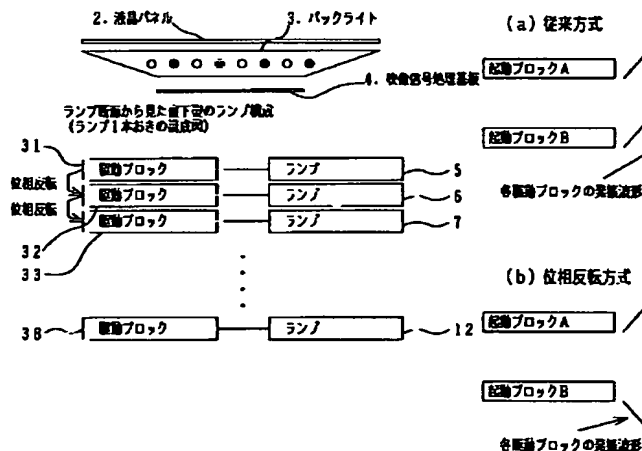 2. 液晶パネル
3. バックライト
4. 映像信号処理基板
ランプ断面から見た直下型のランプ構成
(ランプ1本おきの構成可)
31
位相反転
位相反転
32
33
38
駆動ブロック
ランプ
5
駆動ブロック
ランプ
6
駆動ブロック
ランプ
7
駆動ブロック
ランプ
12
(a) 従来方式
起動ブロックA
起動ブロックB
各駆動ブロックの発振波形
(b) 位相反転方式
起動ブロックA
起動ブロックB
各駆動ブロックの発振波形